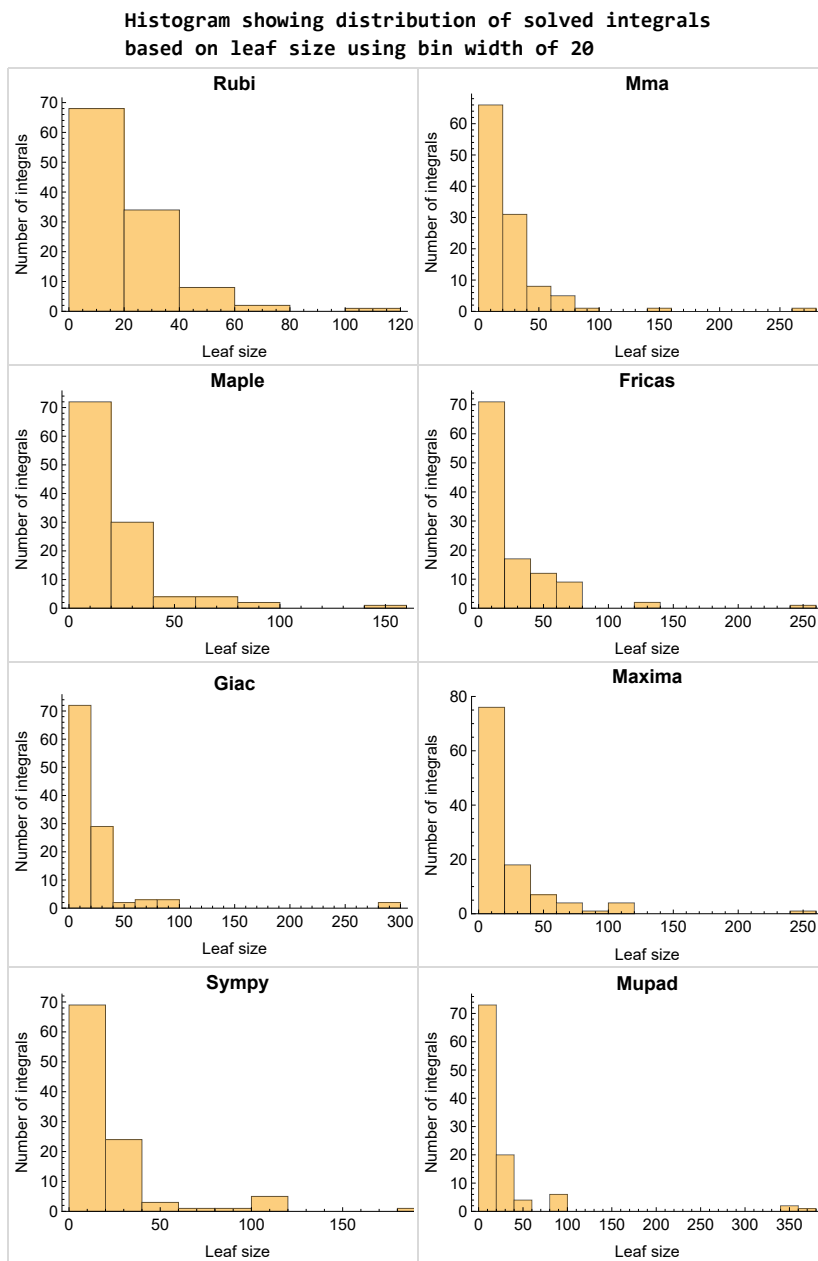 Histogram showing distribution of solved integrals
based on leaf size using bin width of 20
Rubi
Number of integrals
70
60
50
40
30
20
10
0
0 20 40 60 80 100 120
Leaf size
Mma
Number of integrals
60
50
40
30
20
10
0
0 50 100 150 200 250
Leaf size
Maple
Number of integrals
70
60
50
40
30
20
10
0
0 50 100 150
Leaf size
Fricas
Number of integrals
70
60
50
40
30
20
10
0
0 50 100 150 200 250
Leaf size
Giac
Number of integrals
70
60
50
40
30
20
10
0
0 50 100 150 200 250 300
Leaf size
Maxima
Number of integrals
80
60
40
20
0
0 50 100 150 200 250
Leaf size
Sympy
Number of integrals
70
60
50
40
30
20
10
0
0 50 100 150
Leaf size
Mupad
Number of integrals
70
60
50
40
30
20
10
0
0 50 100 150 200 250 300 350
Leaf size